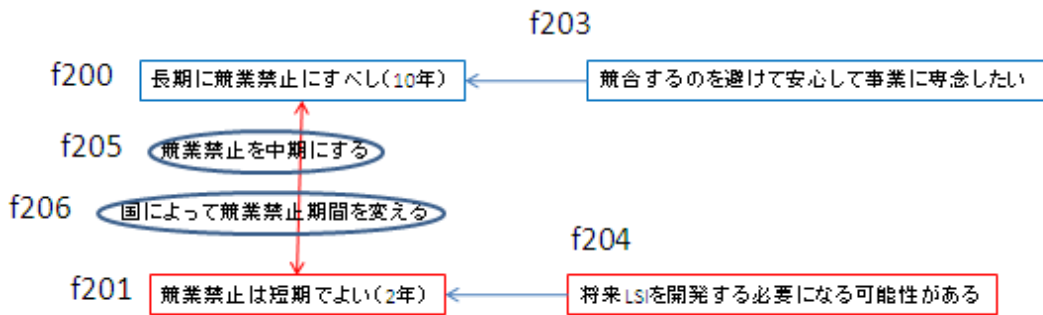 f203
f200
長期に競業禁止にすべし(10年)
競合するのを避けて安心して事業に専念したい
f205
競業禁止を中期にする
f206
国によって競業禁止期間を変える
f204
f201
競業禁止は短期でよい(2年)
将来LSIを開発する必要になる可能性がある